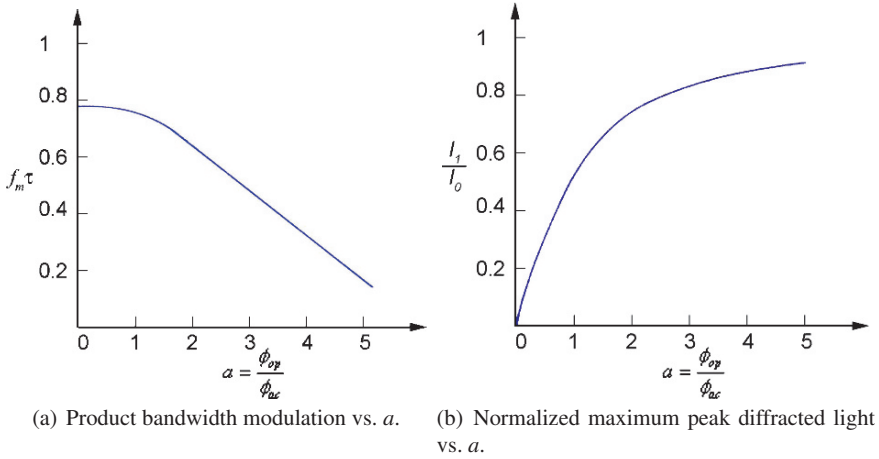 1
0.8
0.6
f_m τ
0.4
0.2
0 1 2 3 4 5
a = ϕ_op / ϕ_ac
(a) Product bandwidth modulation vs. a.
1
0.8
0.6
I_1 / I_0
0.4
0.2
0 1 2 3 4 5
a = ϕ_op / ϕ_ac
(b) Normalized maximum peak diffracted light
vs. a.